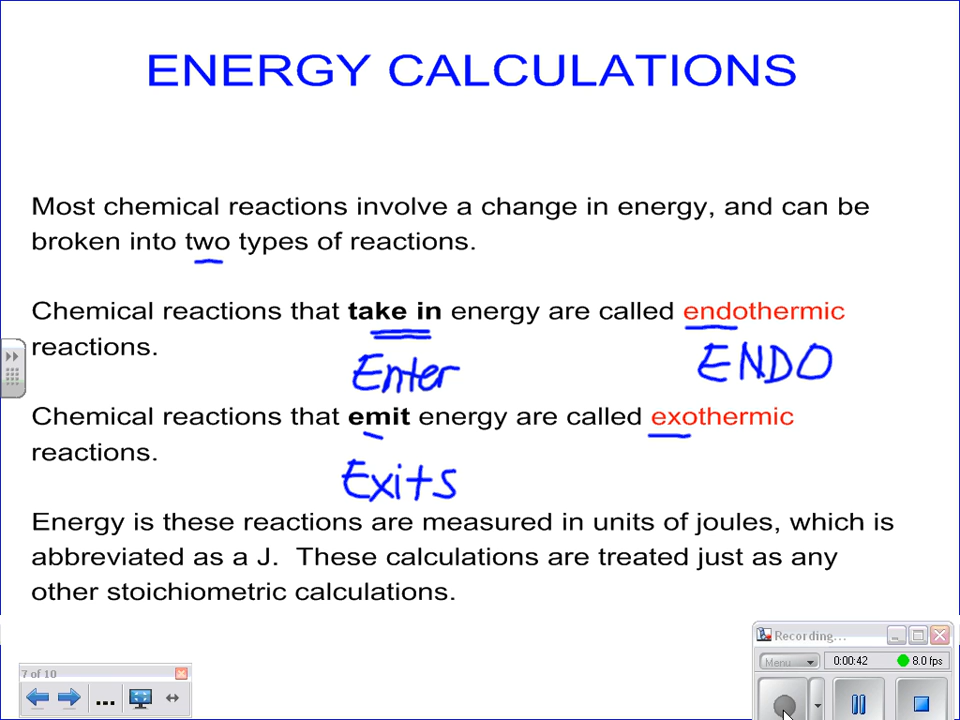 ENERGY CALCULATIONS
Most chemical reactions involve a change in energy, and can be
broken into two types of reactions.
Chemical reactions that take in energy are called endothermic
reactions.
Enter ENDO
Chemical reactions that emit energy are called exothermic
reactions.
Exits
Energy is these reactions are measured in units of joules, which is
abbreviated as a J. These calculations are treated just as any
other stoichiometric calculations.
7 of 10
...
Recording...
Menu 0:00:42 8.0 fps